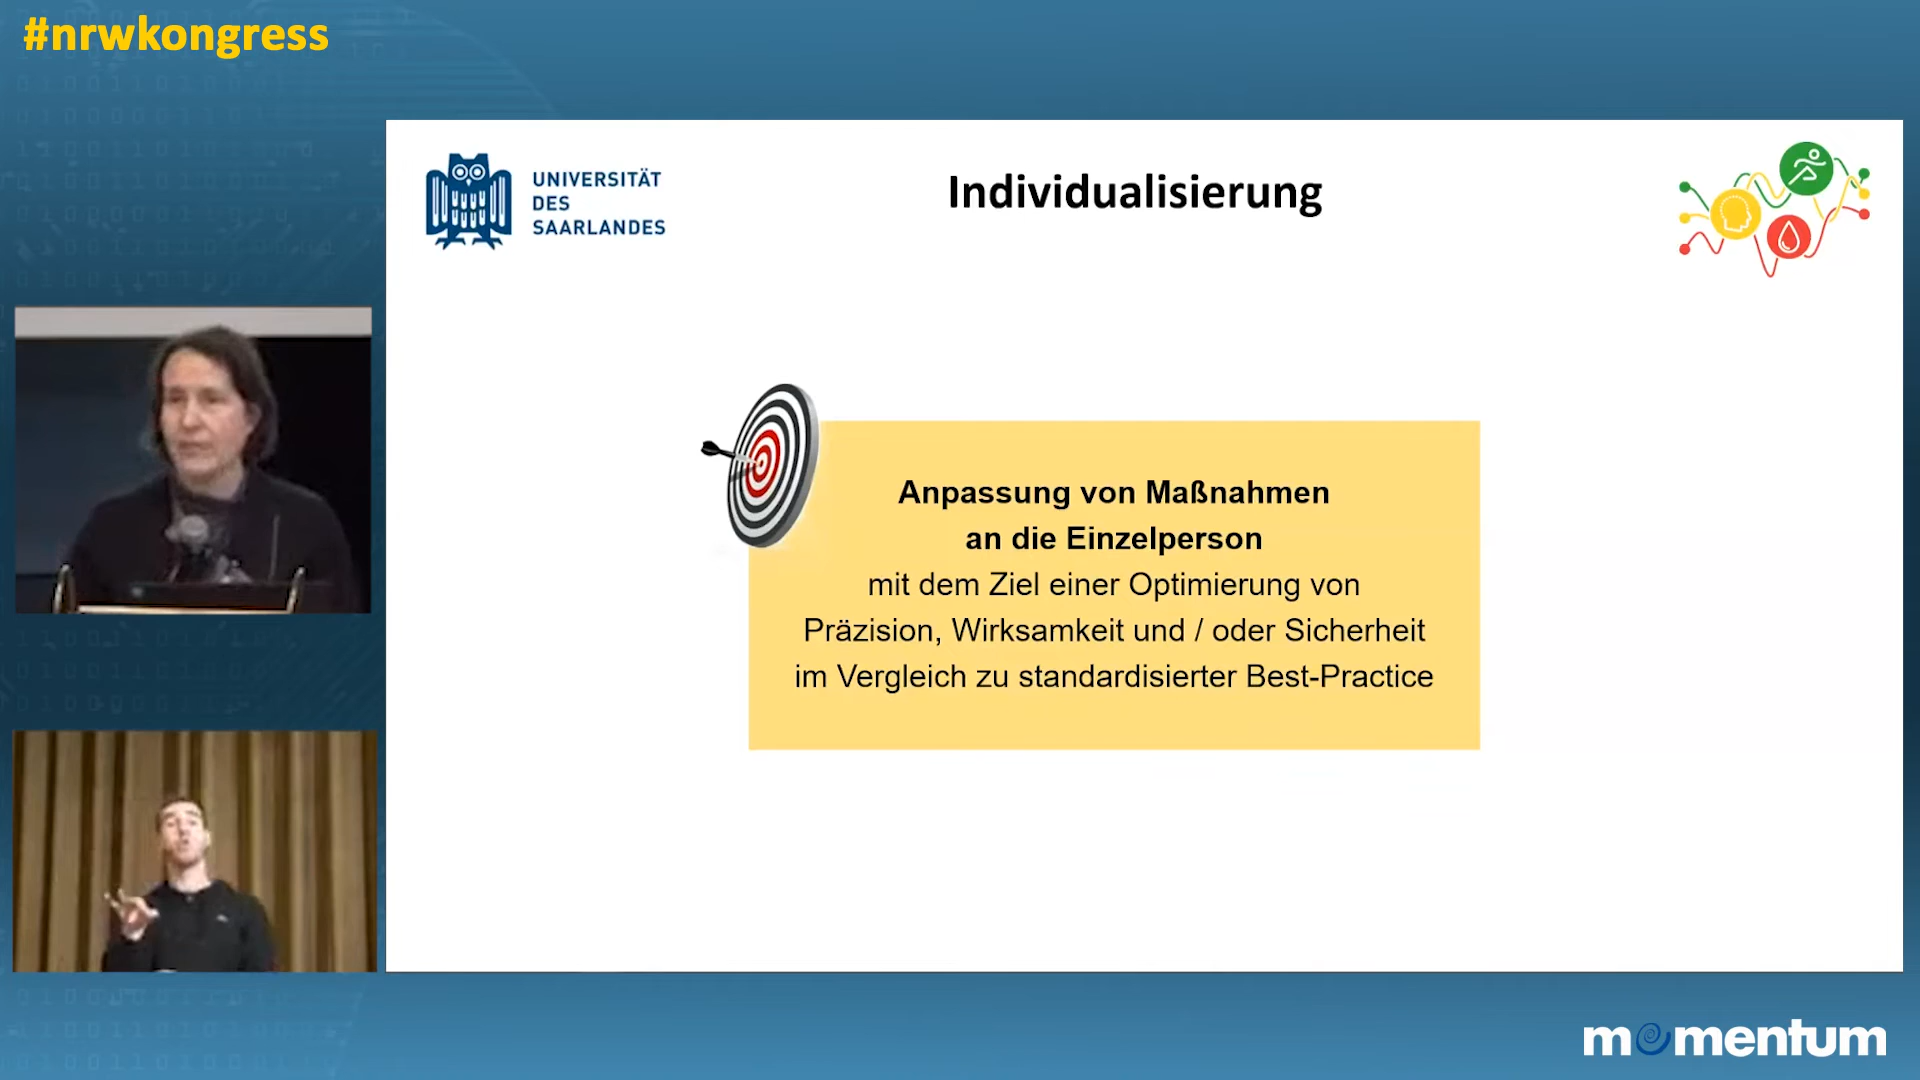 #nrwkongress
UNIVERSITÄT
DES
SAARLANDES
Individualisierung
Anpassung von Maßnahmen
an die Einzelperson
mit dem Ziel einer Optimierung von
Präzision, Wirksamkeit und / oder Sicherheit
im Vergleich zu standardisierter Best-Practice
momentum